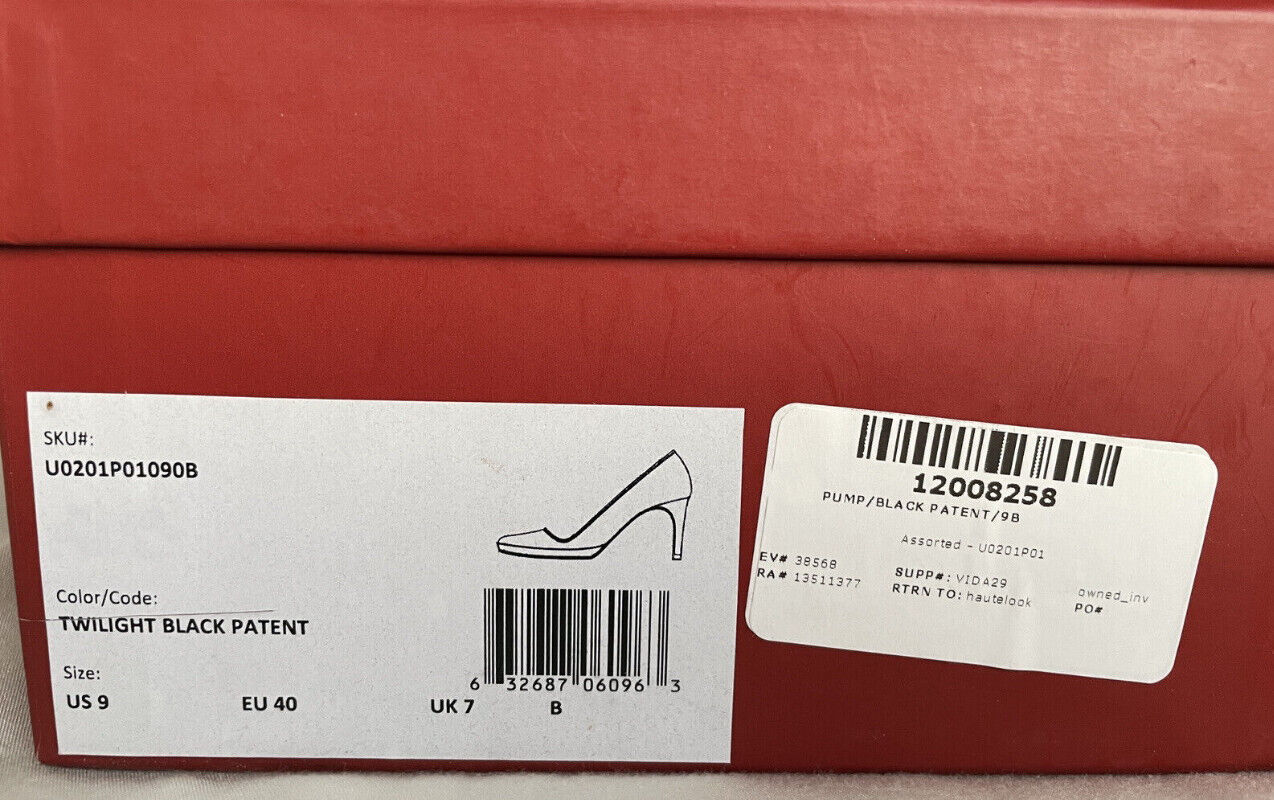 SKU#:
U0201P01090B
Color/Code:
TWILIGHT BLACK PATENT
Size:
US 9 EU 40 UK 7 B
6 32687 06096 3
12008258
PUMP/BLACK PATENT/9B
Assorted - U0201P01
EV# 38568
RA# 13511377
SUPP#: VIDA29
RTRN TO: hautelook
owned_inv
PO#